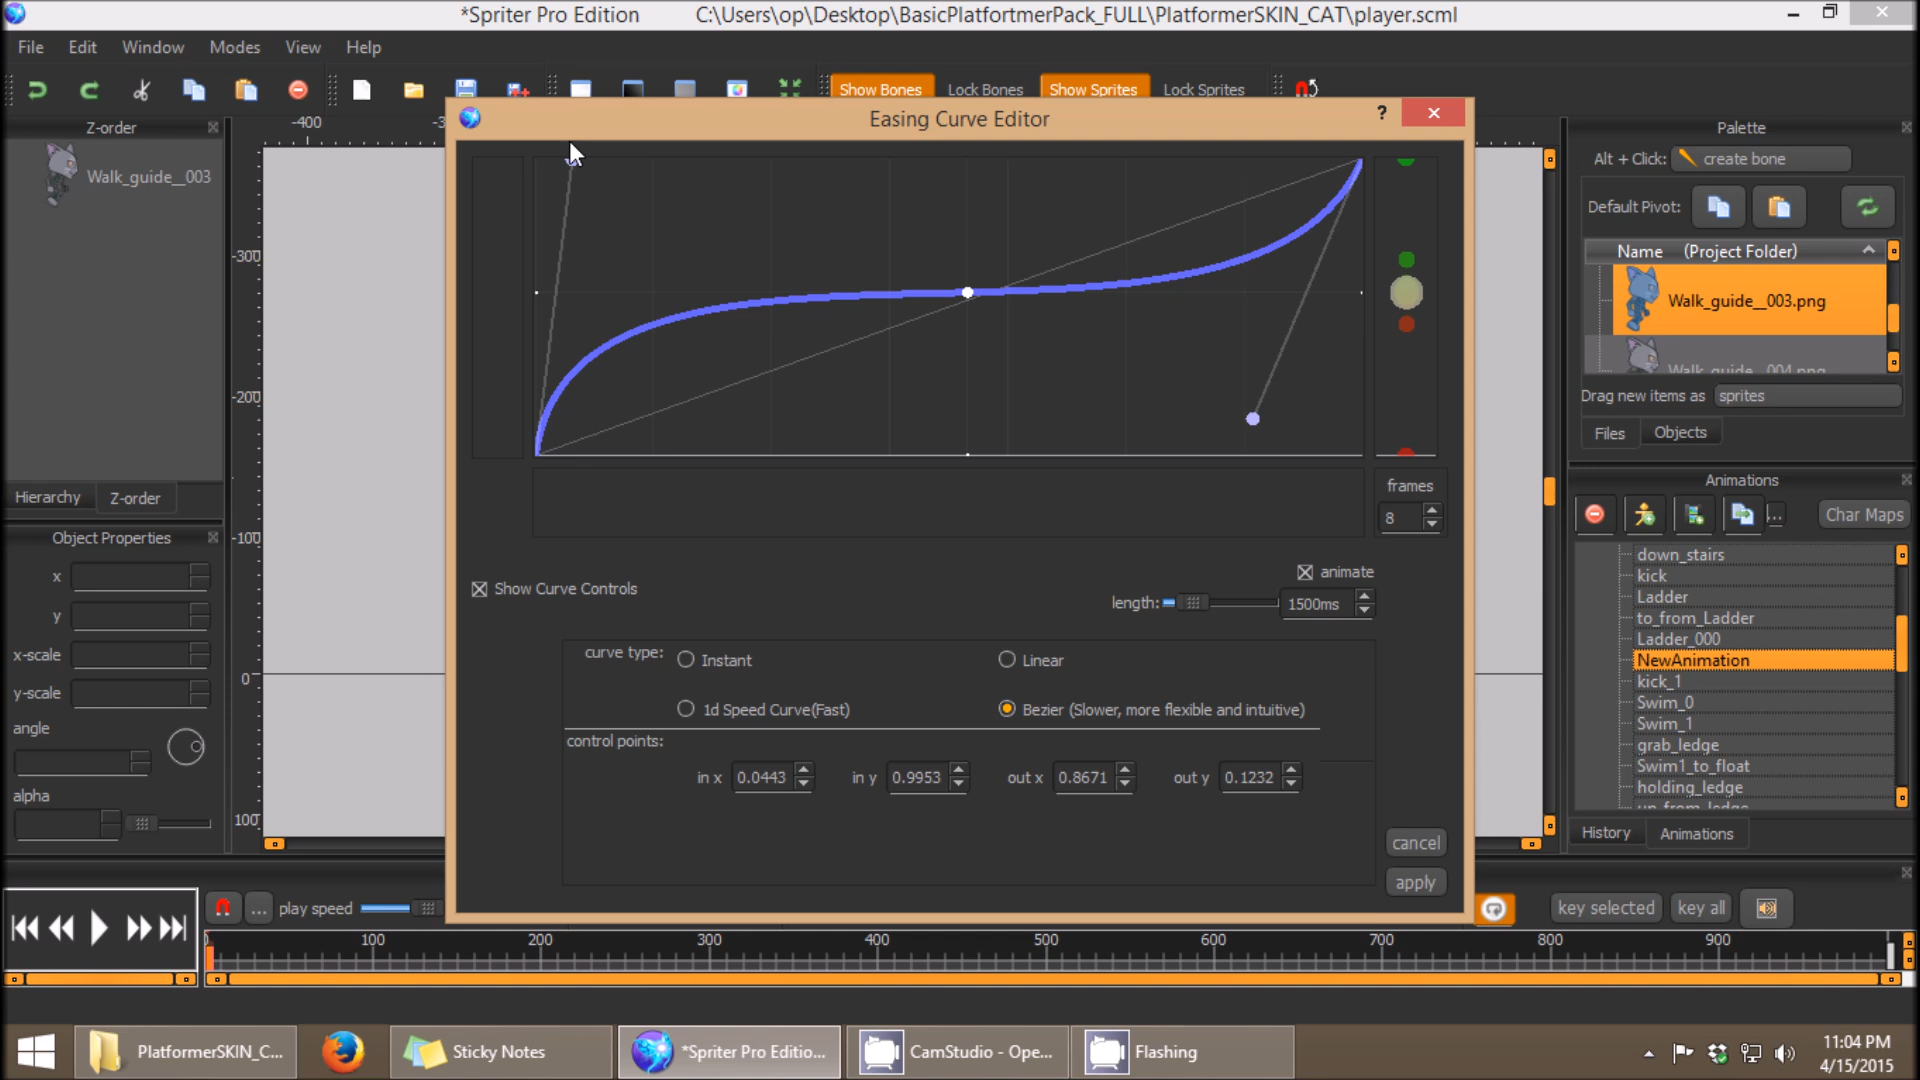 *Spriter Pro Edition C:\Users\op\Desktop\BasicPlatfortmerPack_FULL\PlatformerSKIN_CAT\player.scml
File Edit Window Modes View Help
Show Bones Lock Bones Show Sprites Lock Sprites
Z-order
Walk_guide__003
Hierarchy Z-order
Object Properties
x
y
x-scale
y-scale
angle
alpha
-400
-300
-200
-100
0
100
Easing Curve Editor
?
frames
8
Show Curve Controls
animate
length: 1500ms
curve type: Instant Linear
1d Speed Curve(Fast) Bezier (Slower, more flexible and intuitive)
control points:
in x 0.0443 in y 0.9953 out x 0.8671 out y 0.1232
cancel
apply
Palette
Alt + Click: create bone
Default Pivot:
Name (Project Folder)
Walk_guide__003.png
Walk_guide__004.png
Drag new items as sprites
Files Objects
Animations
... Char Maps
down_stairs
kick
Ladder
to_from_Ladder
Ladder_000
NewAnimation
kick_1
Swim_0
Swim_1
grab_ledge
Swim1_to_float
holding_ledge
up_from_ledge
History Animations
... play speed
key selected key all
0 100 200 300 400 500 600 700 800 900
PlatformerSKIN_C... Sticky Notes *Spriter Pro Editio... CamStudio - Ope... Flashing
11:04 PM
4/15/2015